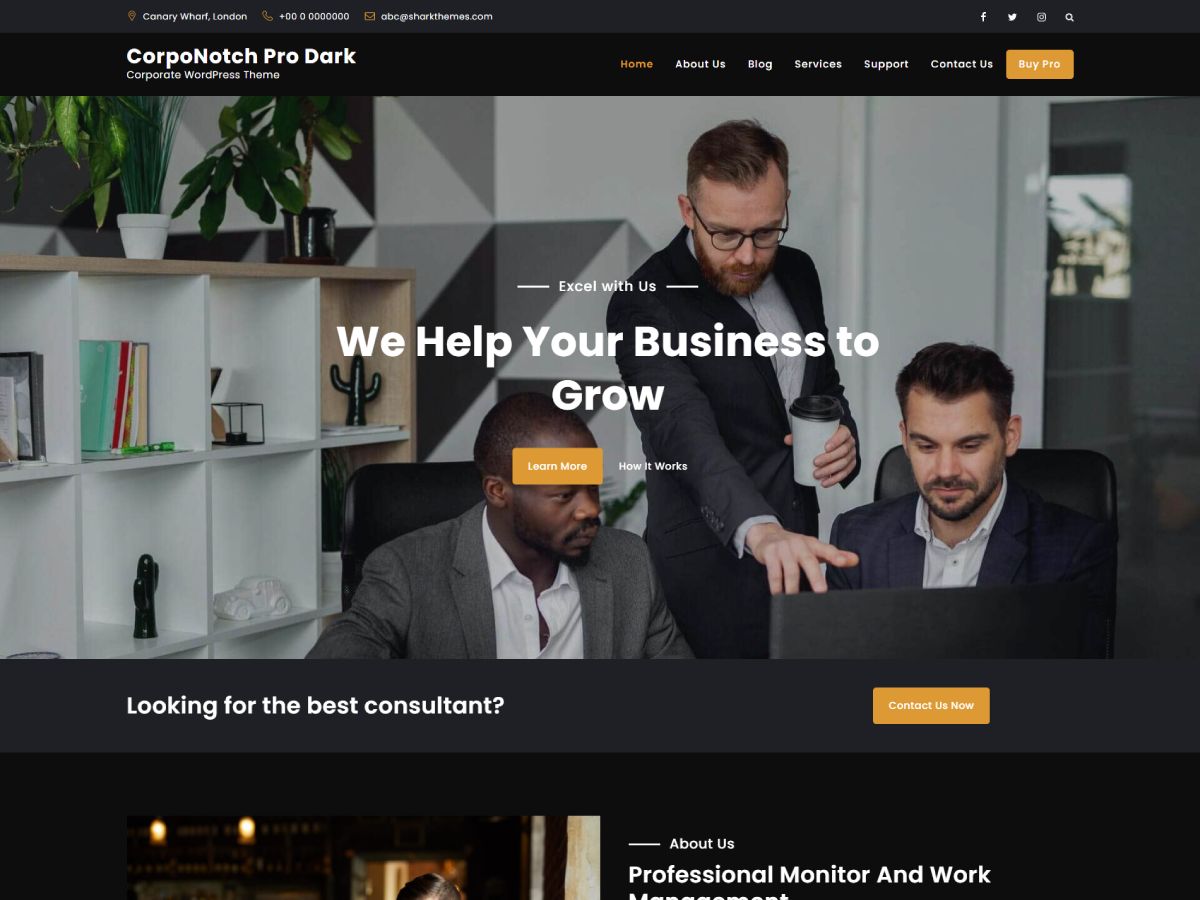 Canary Wharf, London +00 0 0000000 abc@sharkthemes.com
CorpoNotch Pro Dark
Corporate WordPress Theme
Home About Us Blog Services Support Contact Us Buy Pro
Excel with Us
We Help Your Business to
Grow
Learn More How It Works
Looking for the best consultant?
Contact Us Now
About Us
Professional Monitor And Work
Management